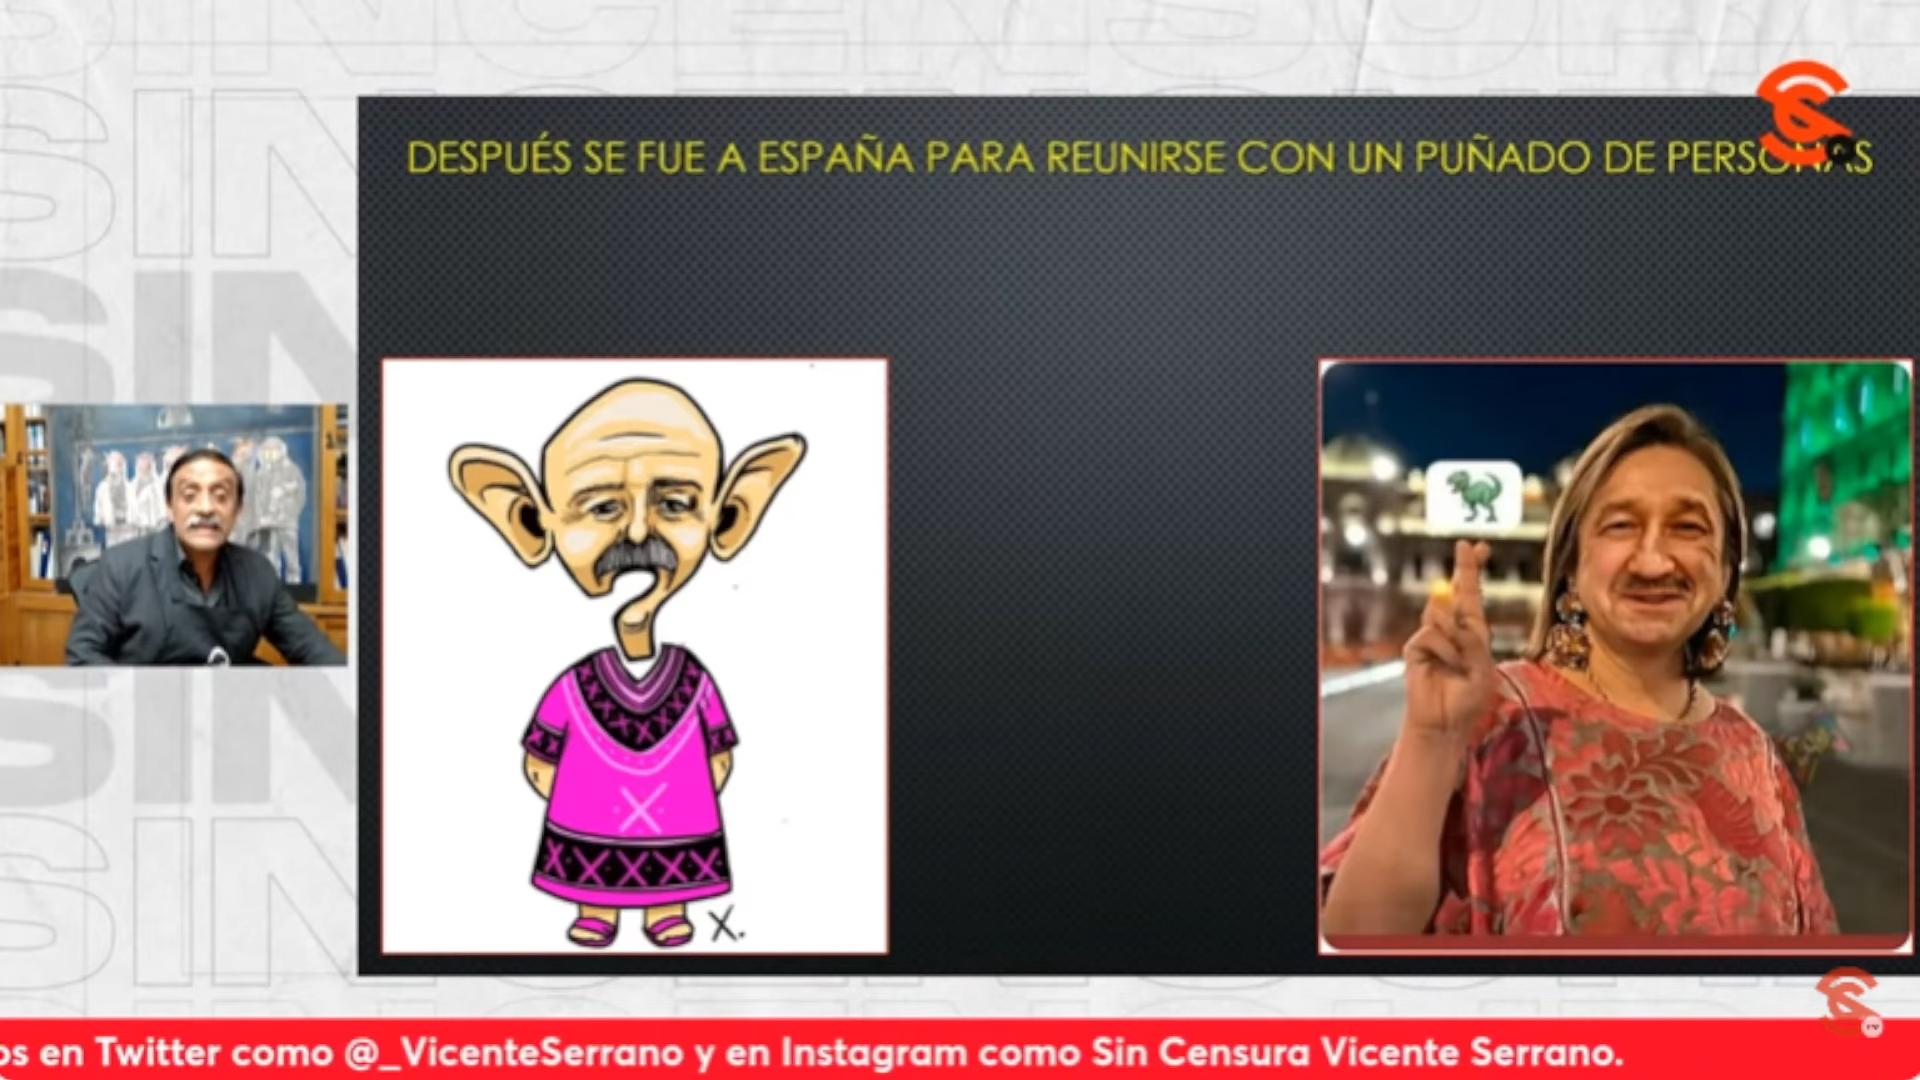 DESPUÉS SE FUE A ESPAÑA PARA REUNIRSE CON UN PUÑADO DE PERSONAS
X.
os en Twitter como @_VicenteSerrano y en Instagram como Sin Censura Vicente Serrano.